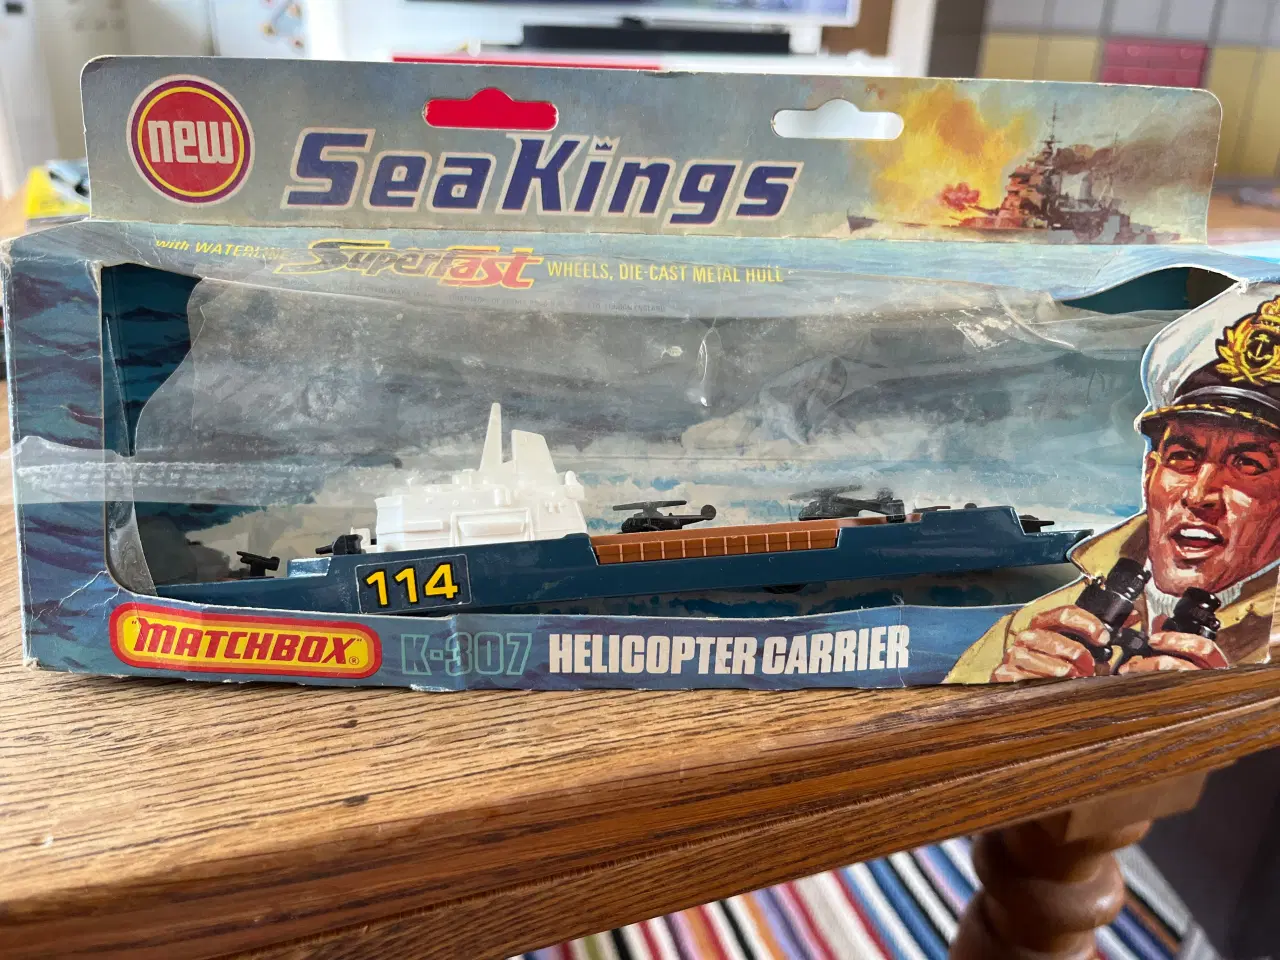 new
SeaKings
with WATERLINE Superfast WHEELS, DIE-CAST METAL HULL
114
"MATCHBOX"® K-307 HELICOPTER CARRIER